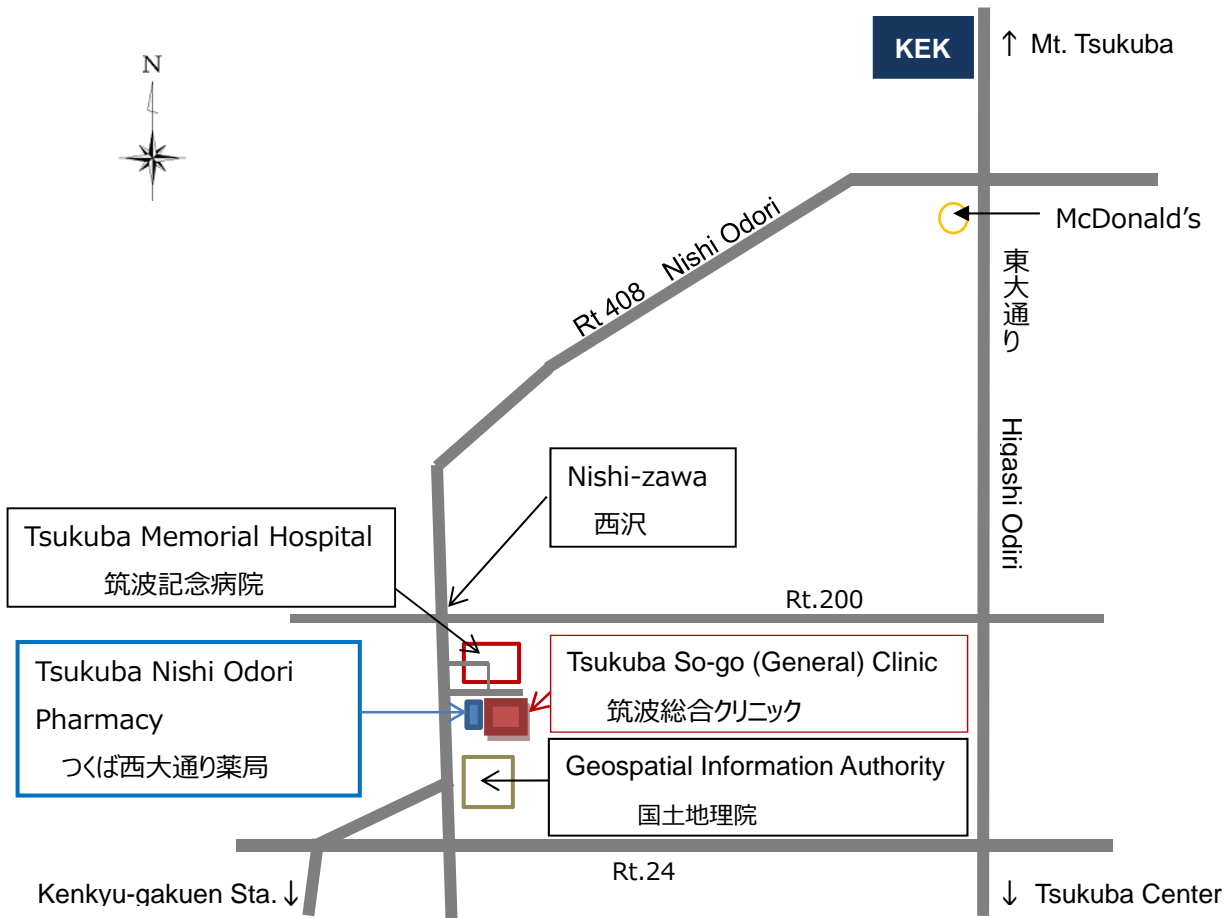 KEK
↑ Mt. Tsukuba
N
McDonald's
東大通り
Rt 408 Nishi Odori
Higashi Odiri
Nishi-zawa
西沢
Tsukuba Memorial Hospital
筑波記念病院
Rt.200
Tsukuba Nishi Odori
Pharmacy
つくば西大通り薬局
Tsukuba So-go (General) Clinic
筑波総合クリニック
Geospatial Information Authority
国土地理院
Rt.24
Kenkyu-gakuen Sta. ↓
↓ Tsukuba Center